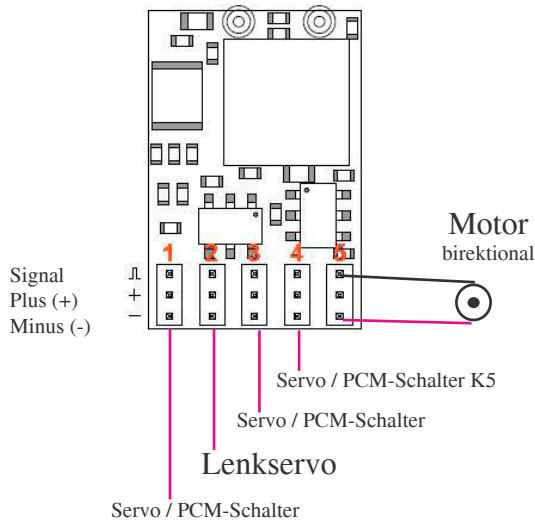 1 2 3 4 5
Motor
birektional
Signal
Plus (+) +
Minus (-) −
Servo / PCM-Schalter K5
Servo / PCM-Schalter
Lenkservo
Servo / PCM-Schalter